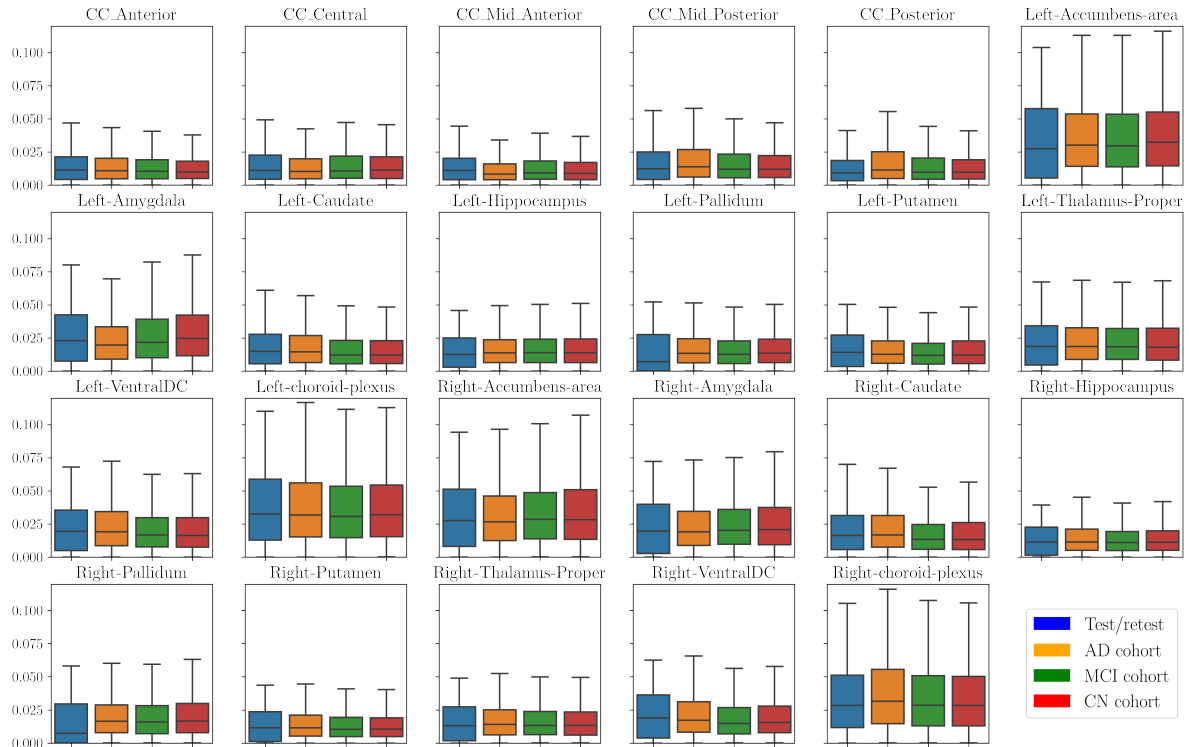 CC_Anterior CC_Central CC_Mid_Anterior CC_Mid_Posterior CC_Posterior Left-Accumbens-area
0.100
0.075
0.050
0.025
0.000
Left-Amygdala Left-Caudate Left-Hippocampus Left-Pallidum Left-Putamen Left-Thalamus-Proper
0.100
0.075
0.050
0.025
0.000
Left-VentralDC Left-choroid-plexus Right-Accumbens-area Right-Amygdala Right-Caudate Right-Hippocampus
0.100
0.075
0.050
0.025
0.000
Right-Pallidum Right-Putamen Right-Thalamus-Proper Right-VentralDC Right-choroid-plexus
0.100
0.075
0.050
0.025
0.000
Test/retest
AD cohort
MCI cohort
CN cohort